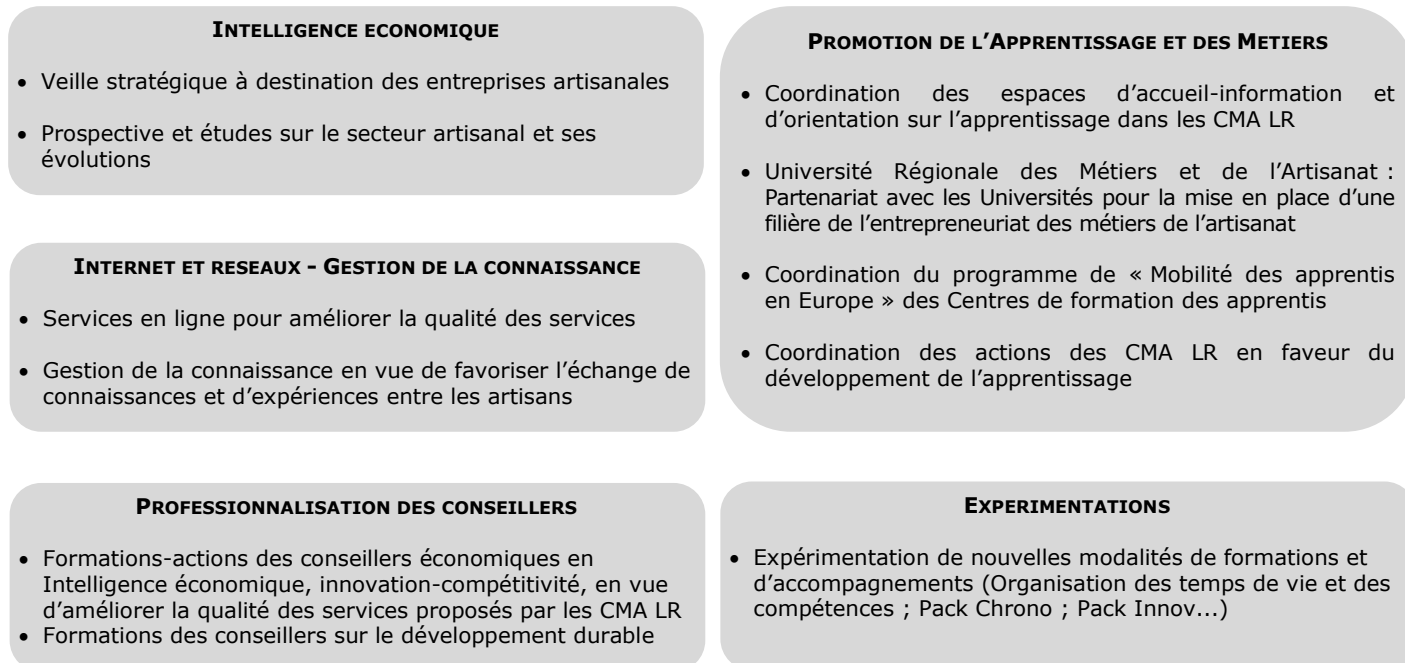 INTELLIGENCE ECONOMIQUE
• Veille stratégique à destination des entreprises artisanales
• Prospective et études sur le secteur artisanal et ses
évolutions
INTERNET ET RESEAUX - GESTION DE LA CONNAISSANCE
• Services en ligne pour améliorer la qualité des services
• Gestion de la connaissance en vue de favoriser l’échange de
connaissances et d’expériences entre les artisans
PROMOTION DE L’APPRENTISSAGE ET DES METIERS
• Coordination des espaces d’accueil-information et
d’orientation sur l’apprentissage dans les CMA LR
• Université Régionale des Métiers et de l’Artisanat :
Partenariat avec les Universités pour la mise en place d’une
filière de l’entrepreneuriat des métiers de l’artisanat
• Coordination du programme de « Mobilité des apprentis
en Europe » des Centres de formation des apprentis
• Coordination des actions des CMA LR en faveur du
développement de l’apprentissage
PROFESSIONNALISATION DES CONSEILLERS
• Formations-actions des conseillers économiques en
Intelligence économique, innovation-compétitivité, en vue
d’améliorer la qualité des services proposés par les CMA LR
• Formations des conseillers sur le développement durable
EXPERIMENTATIONS
• Expérimentation de nouvelles modalités de formations et
d’accompagnements (Organisation des temps de vie et des
compétences ; Pack Chrono ; Pack Innov...)